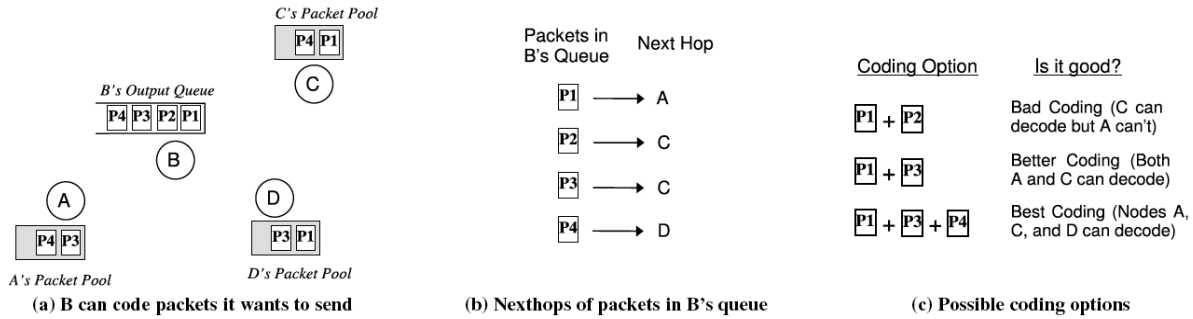 C's Packet Pool
P4 P1
C
B's Output Queue
P4 P3 P2 P1
B
A
P4 P3
A's Packet Pool
D
P3 P1
D's Packet Pool
(a) B can code packets it wants to send
Packets in
B's Queue
Next Hop
P1 A
P2 C
P3 C
P4 D
(b) Nexthops of packets in B's queue
Coding Option
Is it good?
P1 + P2
Bad Coding (C can
decode but A can't)
P1 + P3
Better Coding (Both
A and C can decode)
P1 + P3 + P4
Best Coding (Nodes A,
C, and D can decode)
(c) Possible coding options